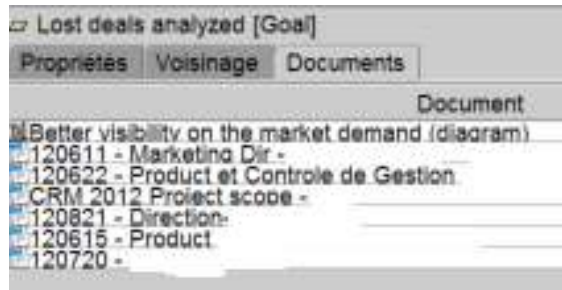 Lost deals analyzed [Goal]
Propriétés Voisinage Documents
Document
Better visibility on the market demand (diagram)
120611 - Marketing Dir -
120622 - Product et Controle de Gestion
CRM 2012 Project scope -
120821 - Direction-
120615 - Product
120720 -